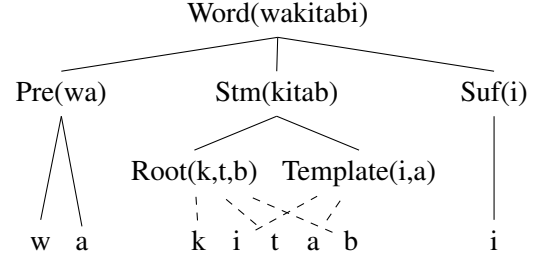 Word(wakitabi)
Pre(wa) Stm(kitab) Suf(i)
Root(k,t,b) Template(i,a)
w a k i t a b i